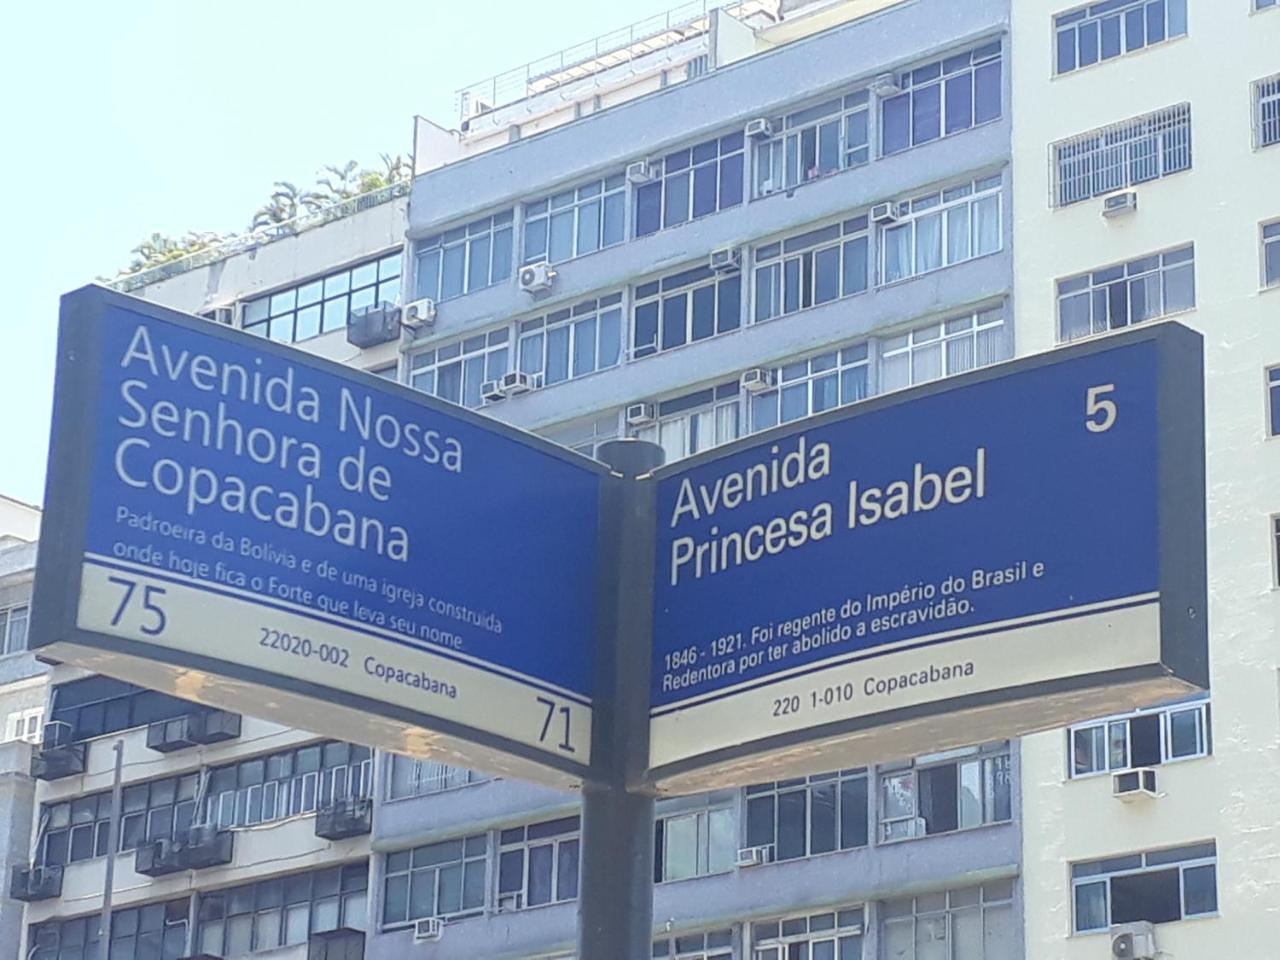 Avenida Nossa
Senhora de
Copacabana
Padroeira da Bolívia e de uma igreja construída
onde hoje fica o Forte que leva seu nome.
75
22020-002 Copacabana
71
5
Avenida
Princesa Isabel
1846 - 1921. Foi regente do Império do Brasil e
Redentora por ter abolido a escravidão.
220 1-010 Copacabana